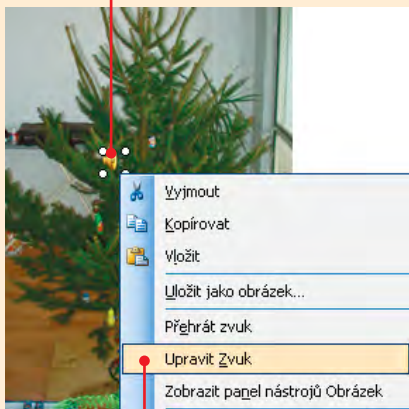 Vyjmout
Kopírovat
Vložit
Uložit jako obrázek...
Přehrát zvuk
Upravit Zvuk
Zobrazit panel nástrojů Obrázek